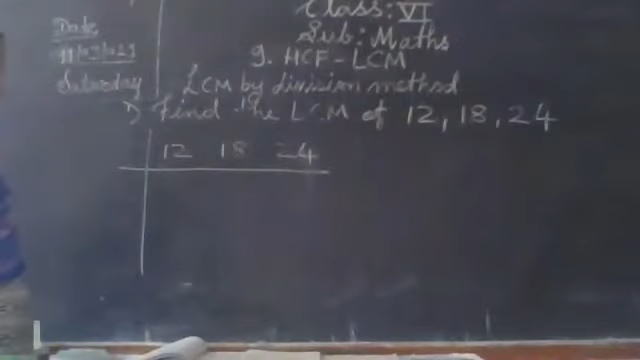 Class: VI
Date
Sub: Maths
9. HCF - LCM
Saturday
LCM by division method
1) Find the LCM of 12, 18, 24
12 18 24